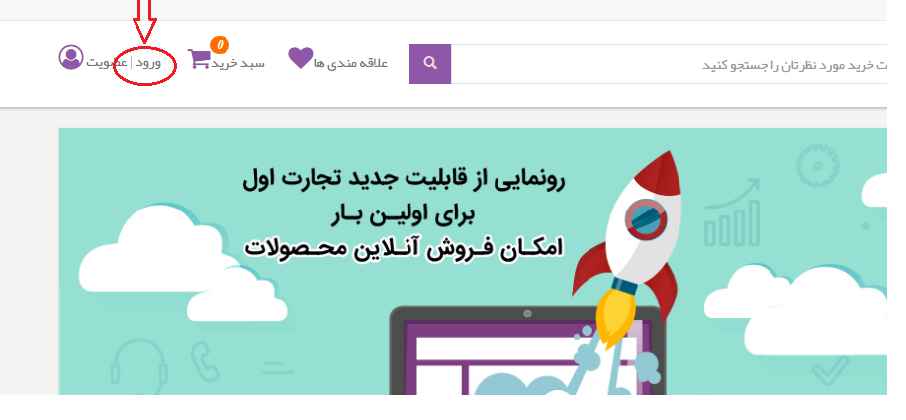 ت خرید مورد نظرتان را جستجو کنید
علاقه مندی ها
سبد خرید 0
ورود | عضویت
رونمایی از قابلیت جدید تجارت اول
برای اولیـن بـار
امکـان فـروش آنـلاین محـصولات